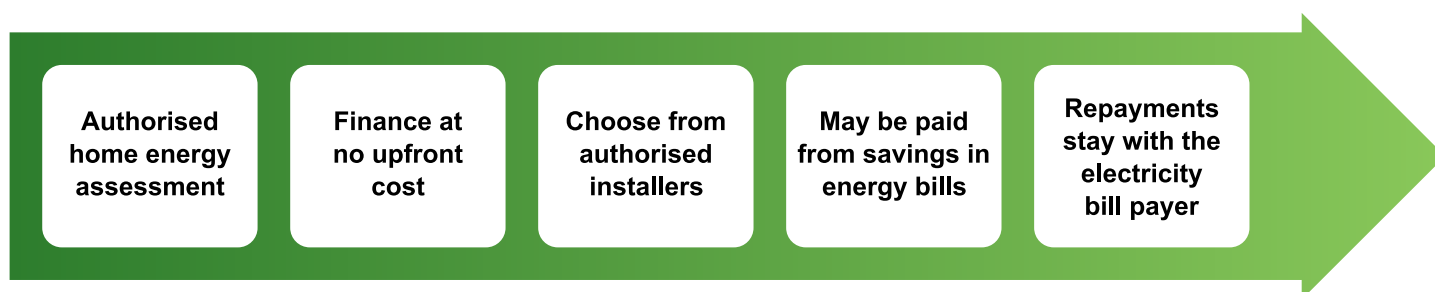 Authorised
home energy
assessment
Finance at
no upfront
cost
Choose from
authorised
installers
May be paid
from savings in
energy bills
Repayments
stay with the
electricity
bill payer